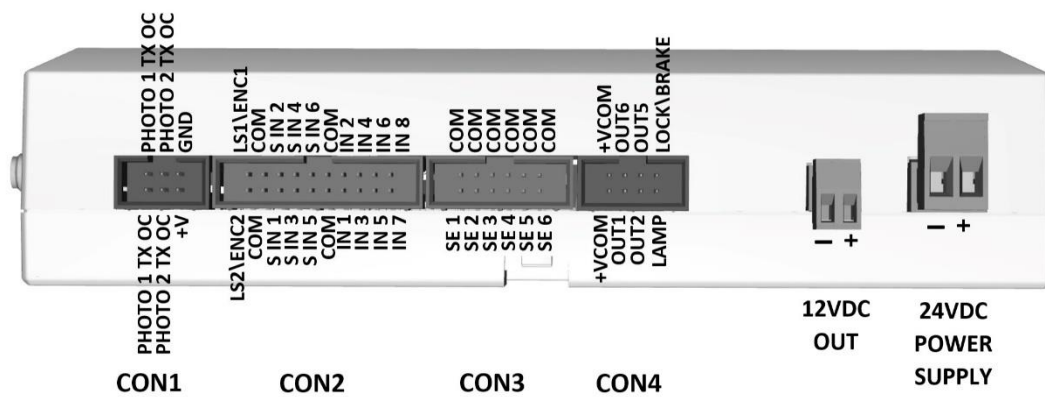 PHOTO 1 TX OC
PHOTO 2 TX OC
GND
LS1\ENC1
COM
S IN 2
S IN 4
S IN 6
COM
IN 2
IN 4
IN 6
IN 8
COM
COM
COM
COM
COM
COM
+VCOM
OUT6
OUT5
LOCK\BRAKE
PHOTO 1 TX OC
PHOTO 2 TX OC
+V
LS2\ENC2
COM
S IN 1
S IN 3
S IN 5
COM
IN 1
IN 3
IN 5
IN 7
SE 1
SE 2
SE 3
SE 4
SE 5
SE 6
+VCOM
OUT1
OUT2
LAMP
– +
– +
12VDC
OUT
24VDC
POWER
SUPPLY
CON1
CON2
CON3
CON4